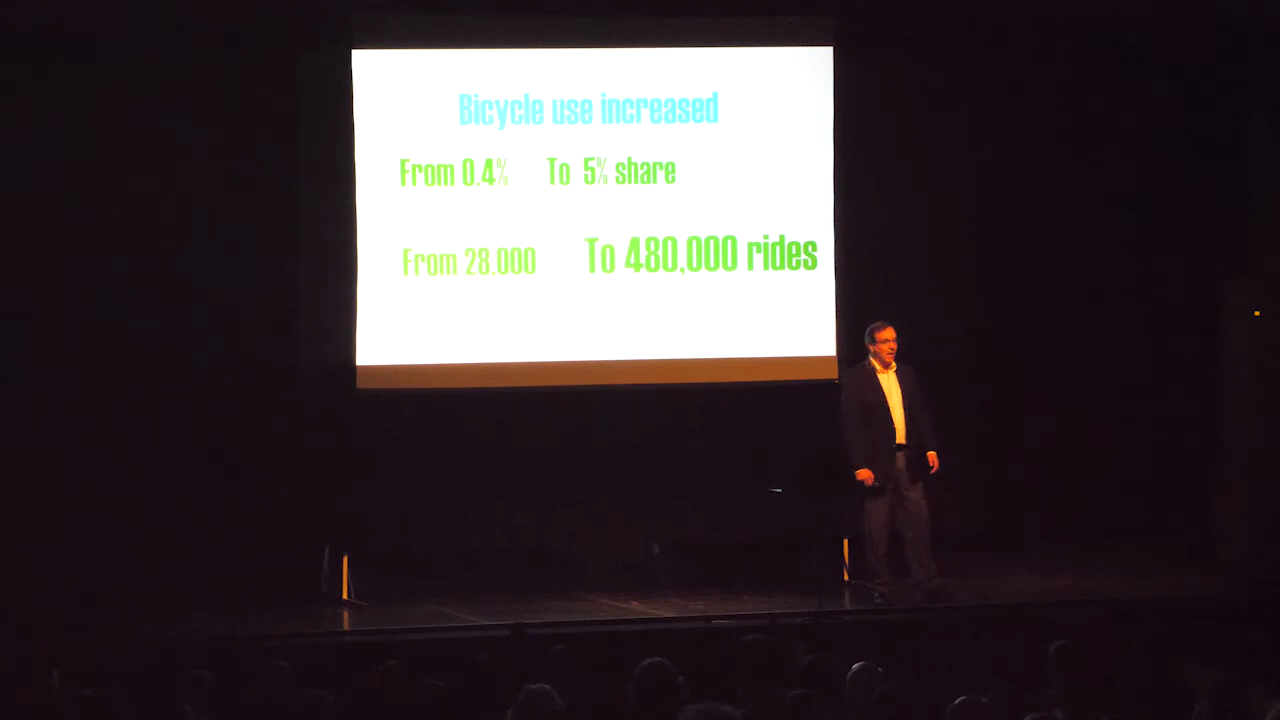 Bicycle use increased
From 0.4% To 5% share
From 28.000 To 480,000 rides